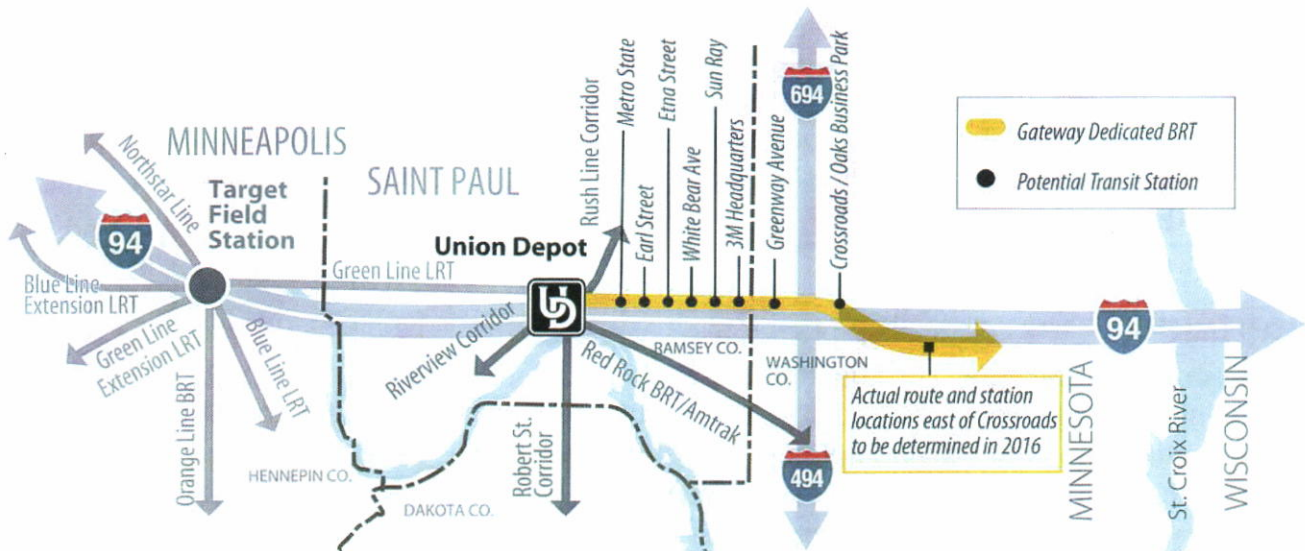 MINNEAPOLIS
SAINT PAUL
Northstar Line
Target
Field
Station
94
Blue Line
Extension LRT
Green Line
Extension LRT
Orange Line BRT
Blue Line LRT
Green Line LRT
Union Depot
UD
Rush Line Corridor
Riverview Corridor
Robert St.
Corridor
Red Rock BRT/Amtrak
Metro State
Earl Street
Etna Street
White Bear Ave
Sun Ray
3M Headquarters
Greenway Avenue
Crossroads / Oaks Business Park
694
494
94
HENNEPIN CO.
DAKOTA CO.
RAMSEY CO.
WASHINGTON
CO.
Gateway Dedicated BRT
Potential Transit Station
Actual route and station
locations east of Crossroads
to be determined in 2016
MINNESOTA
St. Croix River
WISCONSIN